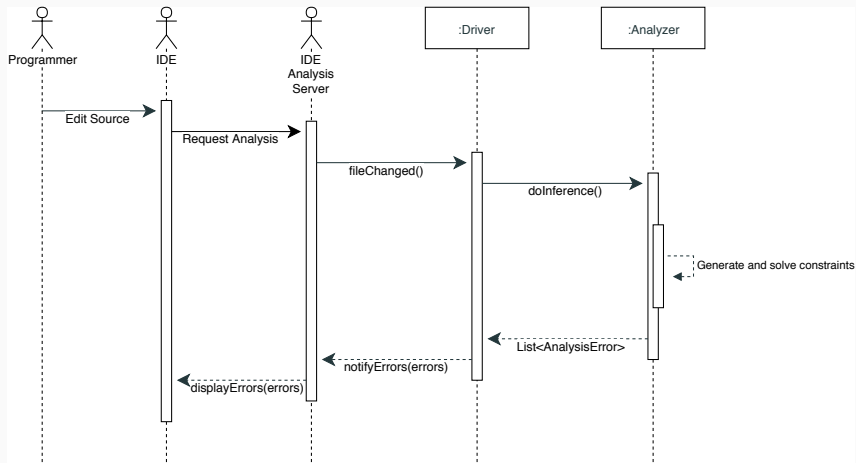 :Driver
:Analyzer
Programmer
IDE
IDE
Analysis
Server
Edit Source
Request Analysis
fileChanged()
doInference()
Generate and solve constraints
List<AnalysisError>
notifyErrors(errors)
displayErrors(errors)